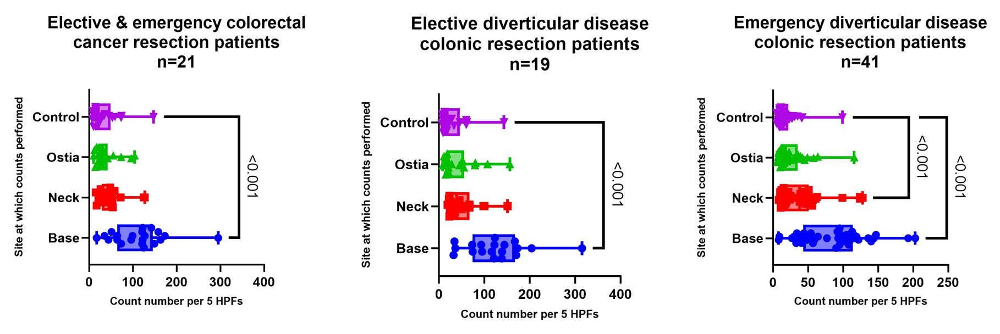 Elective & emergency colorectal
cancer resection patients
n=21
Site at which counts performed
Control
Ostia
Neck
Base
<0.001
0 100 200 300 400
Count number per 5 HPFs
Elective diverticular disease
colonic resection patients
n=19
Site at which counts performed
Control
Ostia
Neck
Base
<0.001
0 100 200 300 400
Count number per 5 HPFs
Emergency diverticular disease
colonic resection patients
n=41
Site at which counts performed
Control
Ostia
Neck
Base
<0.001
<0.001
0 50 100 150 200 250
Count number per 5 HPFs